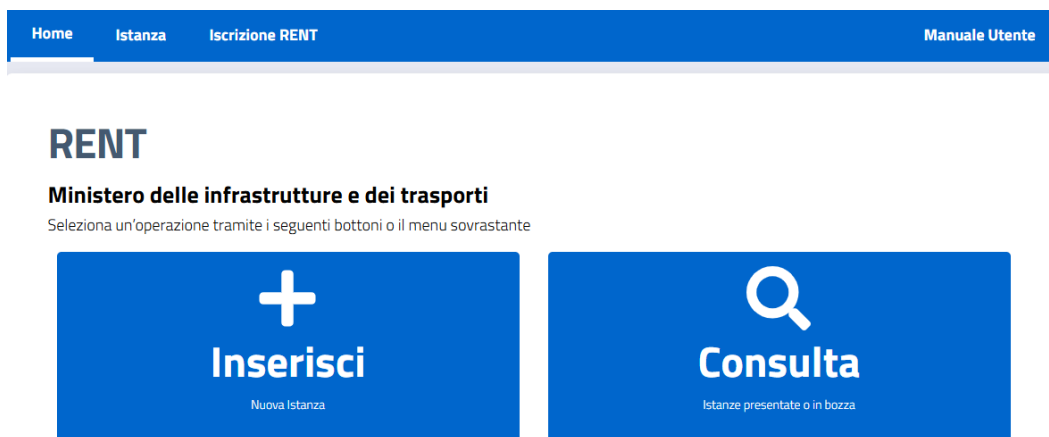 Home Istanza Iscrizione RENT Manuale Utente
RENT
Ministero delle infrastrutture e dei trasporti
Seleziona un'operazione tramite i seguenti bottoni o il menu sovrastante
Inserisci
Nuova Istanza
Consulta
Istanze presentate o in bozza